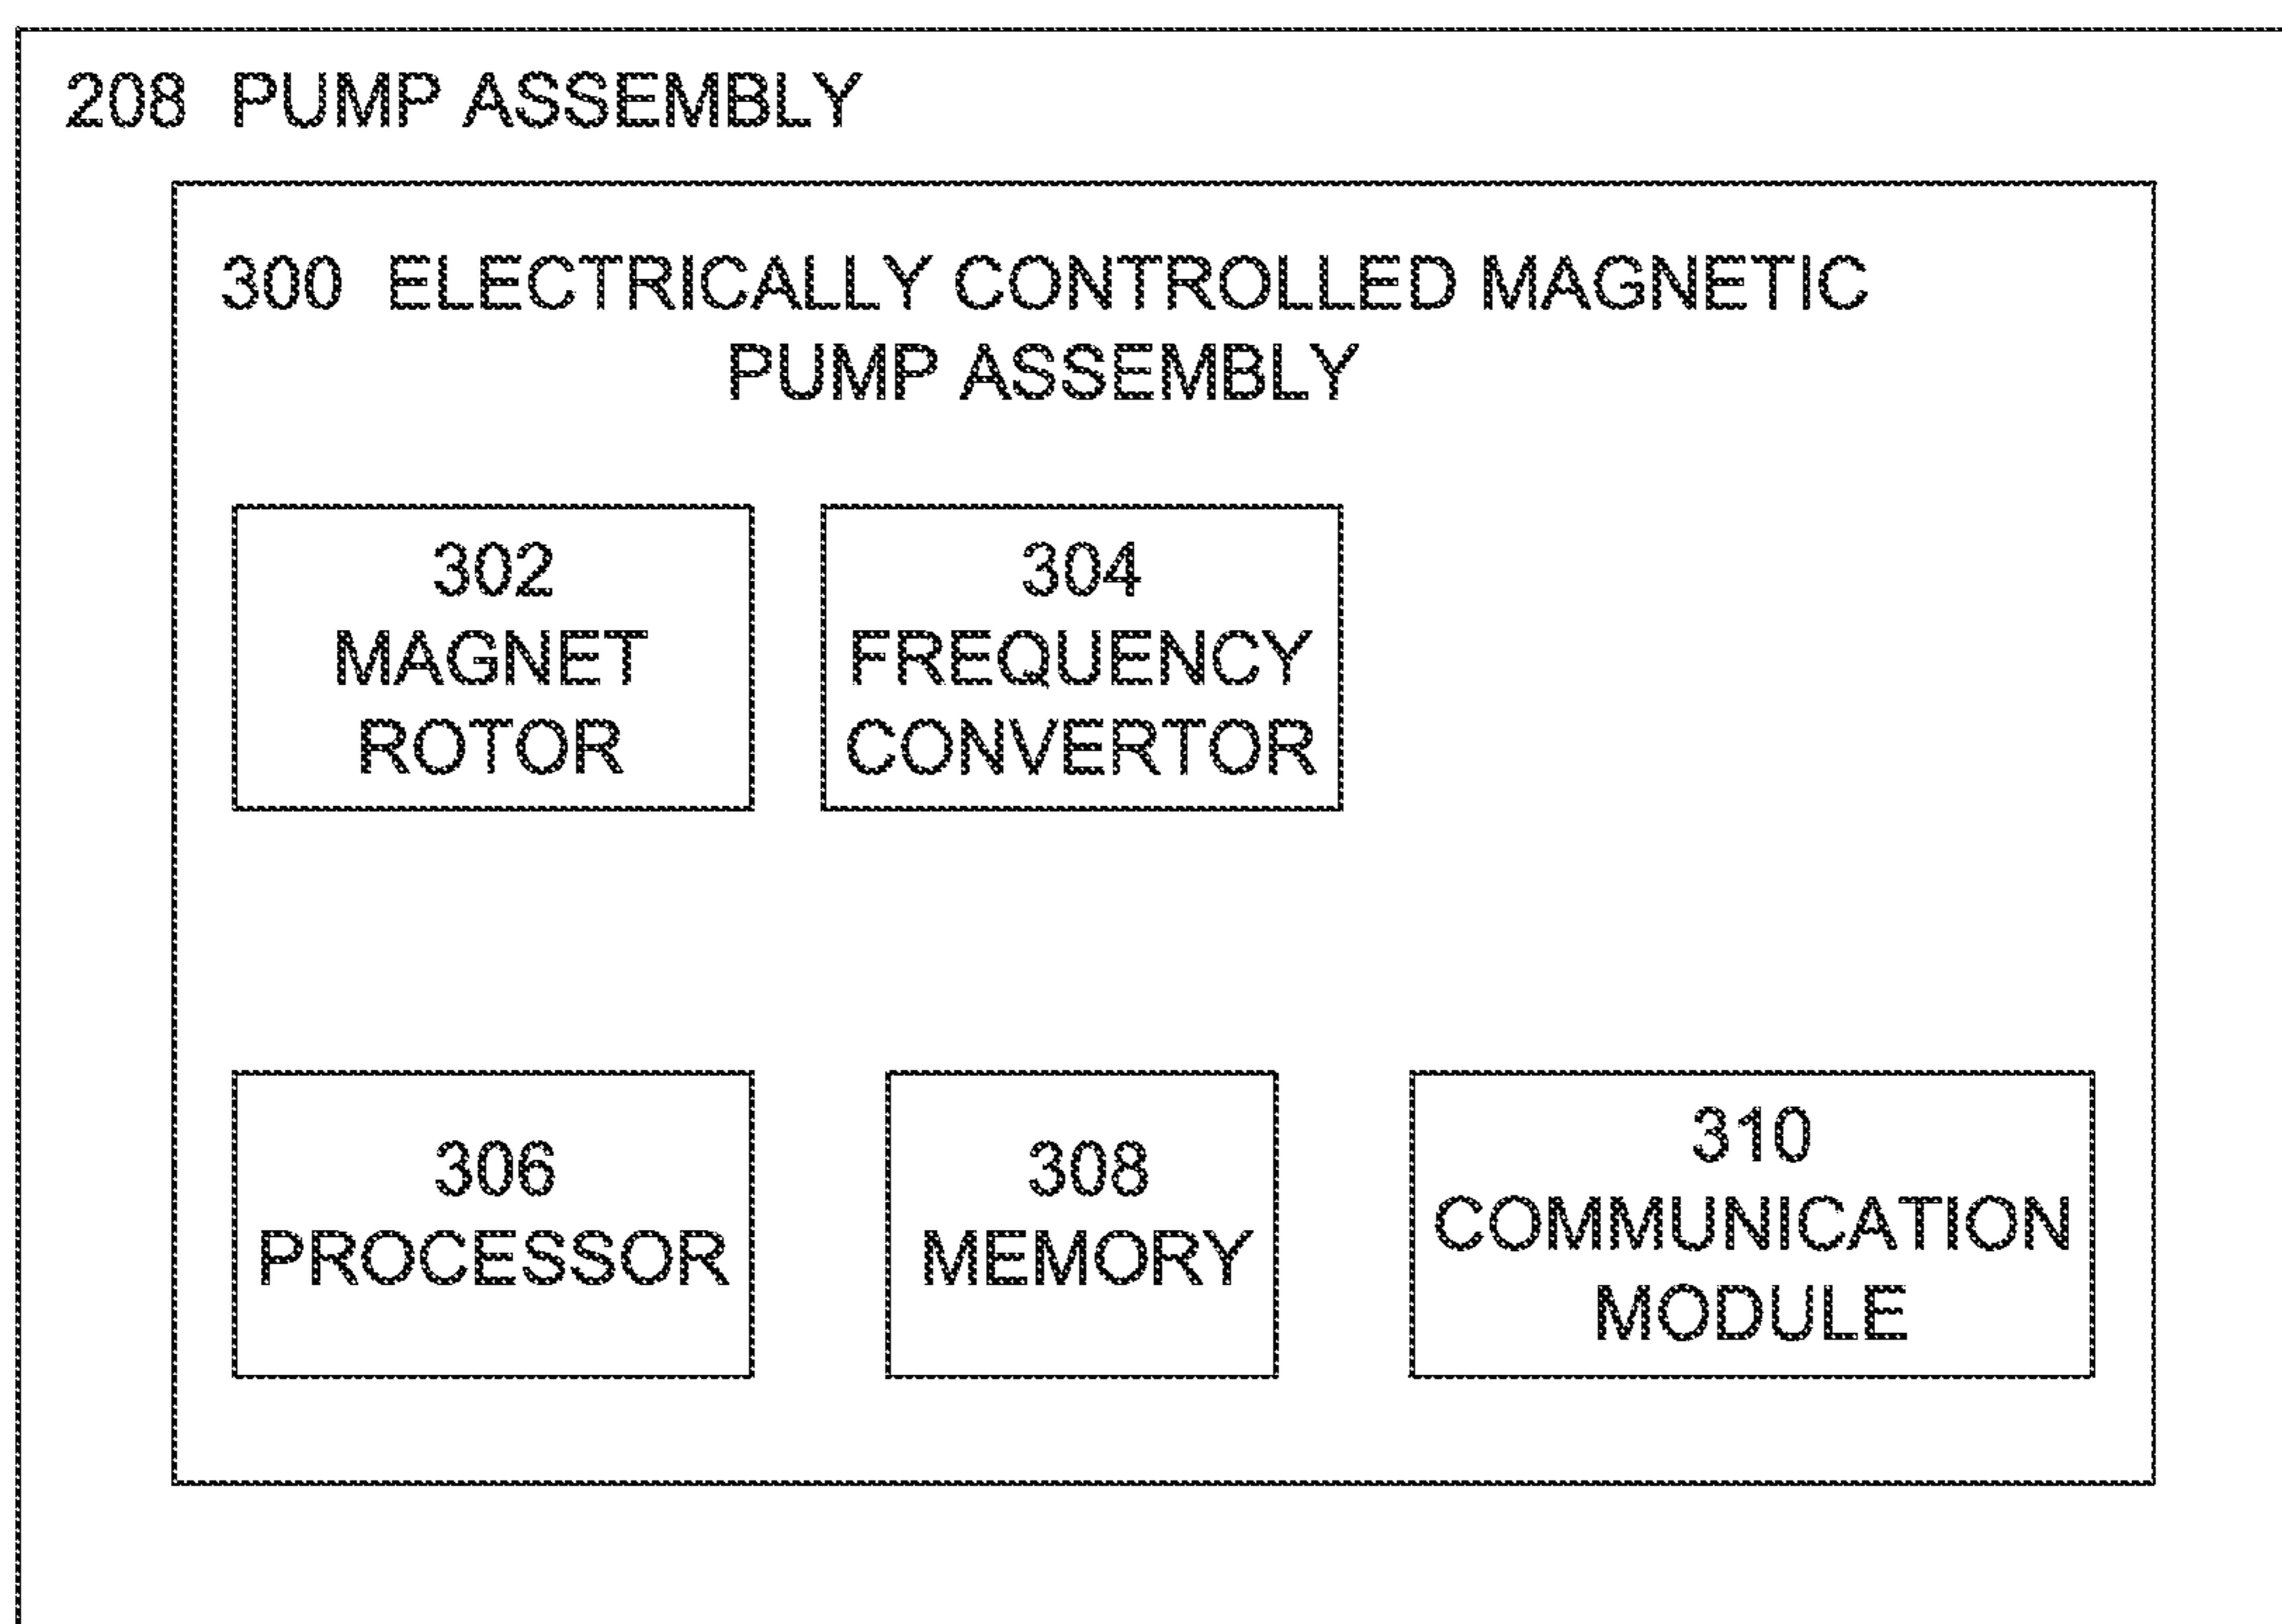 208 PUMP ASSEMBLY
300 ELECTRICALLY CONTROLLED MAGNETIC
PUMP ASSEMBLY
302
MAGNET
ROTOR
304
FREQUENCY
CONVERTOR
306
PROCESSOR
308
MEMORY
310
COMMUNICATION
MODULE